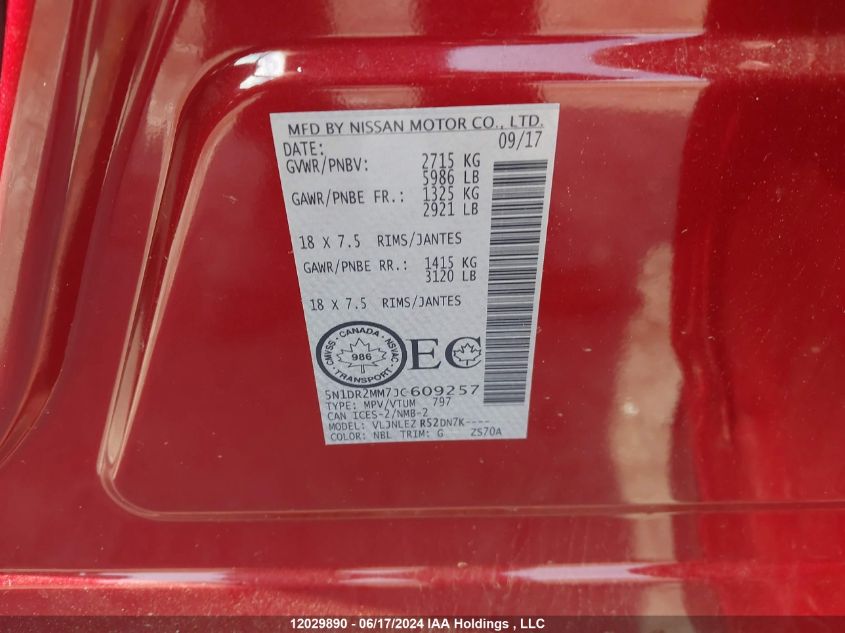 MFD BY NISSAN MOTOR CO., LTD.
DATE: 09/17
GVWR/PNBV: 2715 KG
5986 LB
GAWR/PNBE FR.: 1325 KG
2921 LB
18 X 7.5 RIMS/JANTES
GAWR/PNBE RR.: 1415 KG
3120 LB
18 X 7.5 RIMS/JANTES
CMVSS · CANADA · NSVAC
986
TRANSPORT
EC
5N1DR2MM7JC609257
TYPE: MPV/VTUM 797
CAN ICES-2/NMB-2
MODEL: VLJNLEZ R52DN7K----
COLOR: NBL TRIM: G ZS70A
12029890 - 06/17/2024 IAA Holdings , LLC